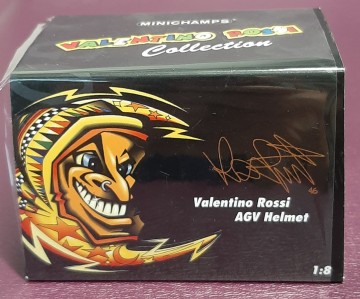 MINICHAMPS
VALENTINO ROSSI
Collection
Valentino Rossi
AGV Helmet
1:8